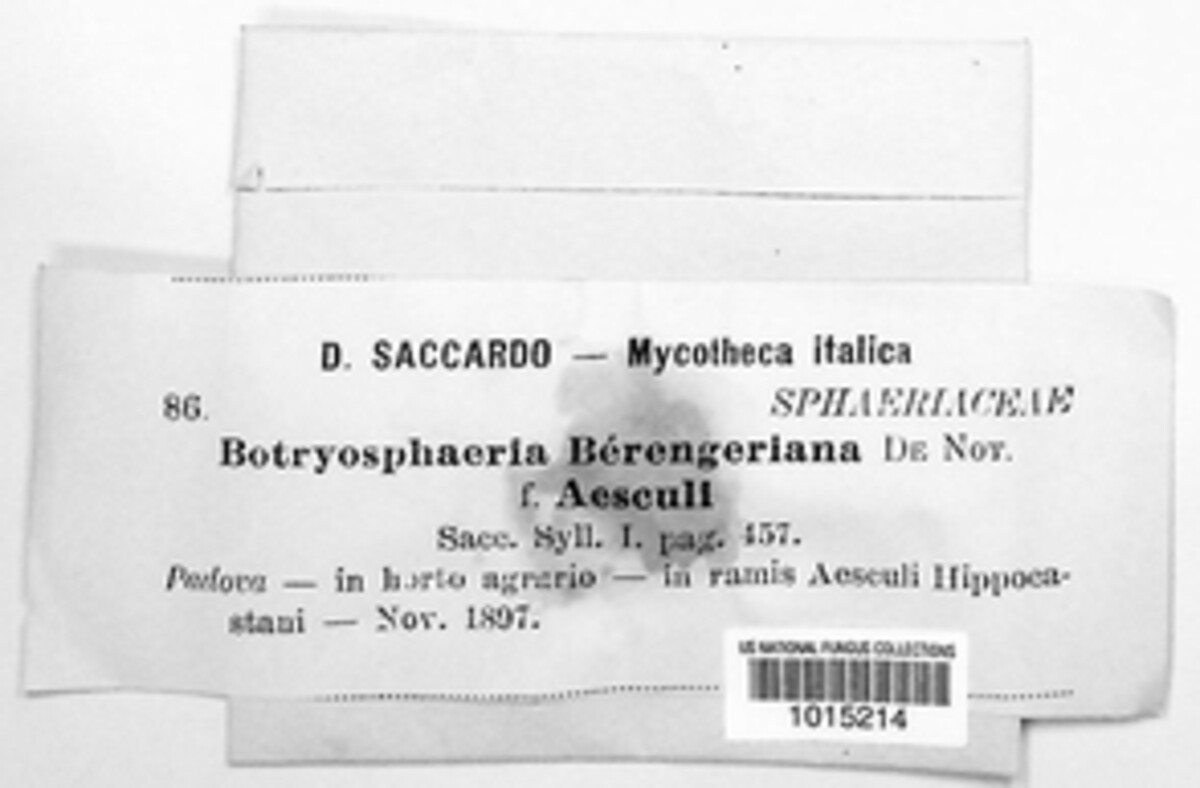 D. SACCARDO — Mycotheca italica
86. SPHAERIACEAE
Botryosphaeria Bérengeriana DE NOT.
f. Aesculi
Sacc. Syll. I. pag. 457.
Padova — in horto agrario — in ramis Aesculi Hippoca-
stani — Nov. 1897.
US NATIONAL FUNGUS COLLECTIONS
1015214